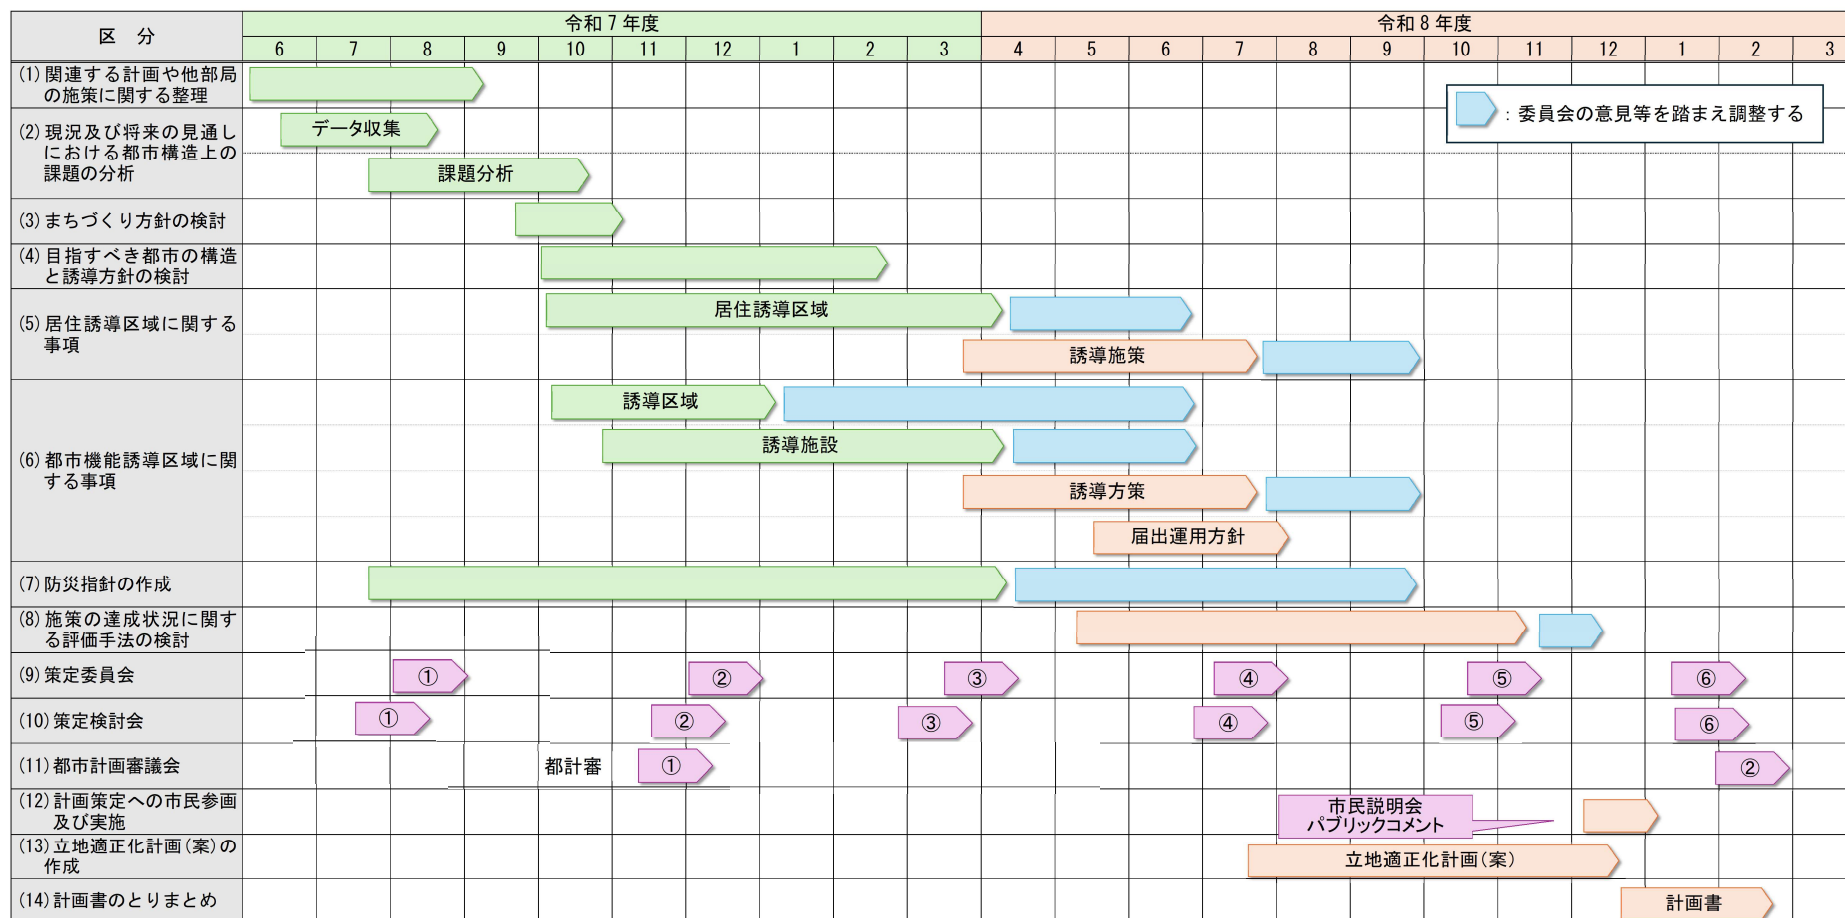 区　分
令和７年度
令和８年度
6 7 8 9 10 11 12 1 2 3 4 5 6 7 8 9 10 11 12 1 2 3
(1)関連する計画や他部局
の施策に関する整理
：委員会の意見等を踏まえ調整する
(2)現況及び将来の見通し
における都市構造上の
課題の分析
データ収集
課題分析
(3)まちづくり方針の検討
(4)目指すべき都市の構造
と誘導方針の検討
(5)居住誘導区域に関する
事項
居住誘導区域
誘導施策
(6)都市機能誘導区域に関
する事項
誘導区域
誘導施設
誘導方策
届出運用方針
(7)防災指針の作成
(8)施策の達成状況に関す
る評価手法の検討
(9)策定委員会
① ② ③ ④ ⑤ ⑥
(10)策定検討会
① ② ③ ④ ⑤ ⑥
(11)都市計画審議会
都計審 ① ②
(12)計画策定への市民参画
及び実施
市民説明会
パブリックコメント
(13)立地適正化計画(案)の
作成
立地適正化計画(案)
(14)計画書のとりまとめ
計画書